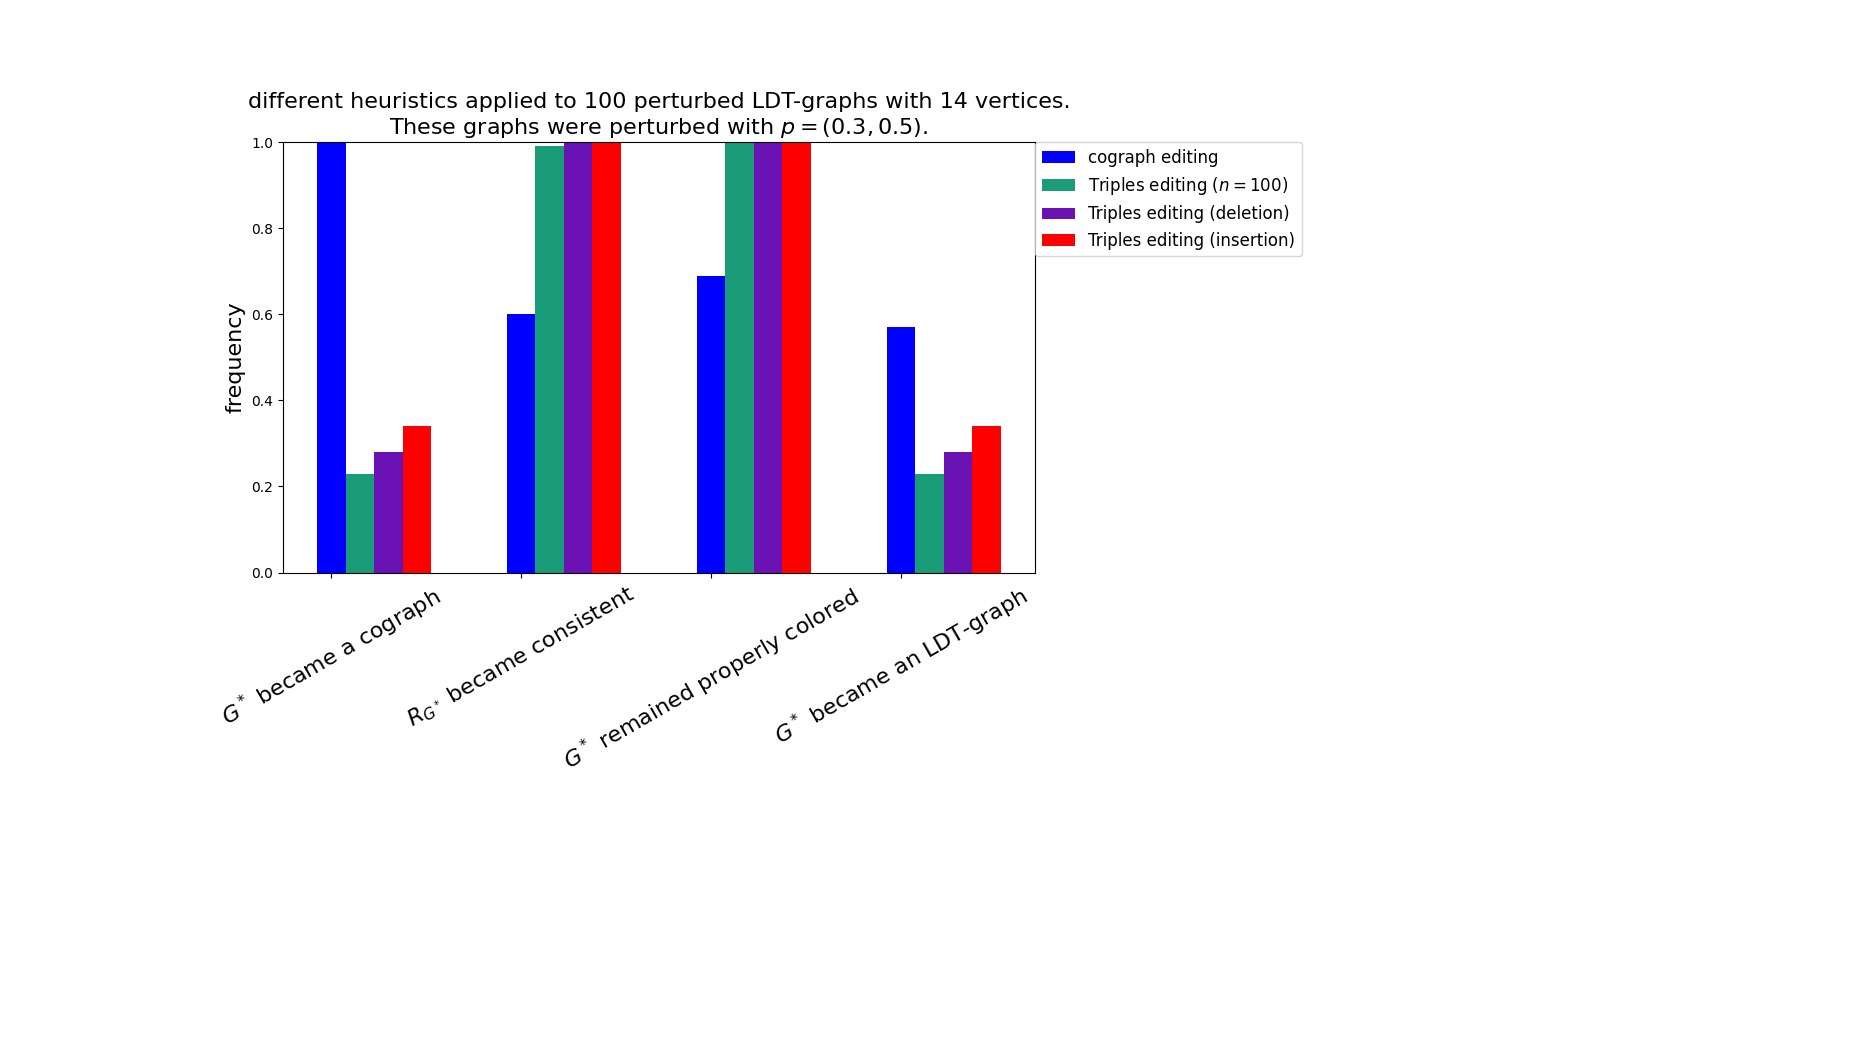 different heuristics applied to 100 perturbed LDT-graphs with 14 vertices.
These graphs were perturbed with p = (0.3, 0.5).
1.0
0.8
0.6
0.4
0.2
0.0
frequency
cograph editing
Triples editing (n = 100)
Triples editing (deletion)
Triples editing (insertion)
G* became a cograph
R_{G*} became consistent
G* remained properly colored
G* became an LDT-graph